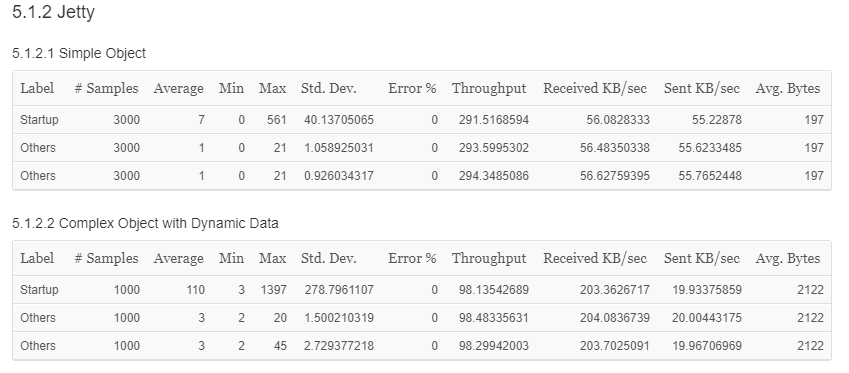 5.1.2 Jetty
5.1.2.1 Simple Object
Label # Samples Average Min Max Std. Dev. Error % Throughput Received KB/sec Sent KB/sec Avg. Bytes
Startup 3000 7 0 561 40.13705065 0 291.5168594 56.0828333 55.22878 197
Others 3000 1 0 21 1.058925031 0 293.5995302 56.48350338 55.6233485 197
Others 3000 1 0 21 0.926034317 0 294.3485086 56.62759395 55.7652448 197
5.1.2.2 Complex Object with Dynamic Data
Label # Samples Average Min Max Std. Dev. Error % Throughput Received KB/sec Sent KB/sec Avg. Bytes
Startup 1000 110 3 1397 278.7961107 0 98.13542689 203.3626717 19.93375859 2122
Others 1000 3 2 20 1.500210319 0 98.48335631 204.0836739 20.00443175 2122
Others 1000 3 2 45 2.729377218 0 98.29942003 203.7025091 19.96706969 2122